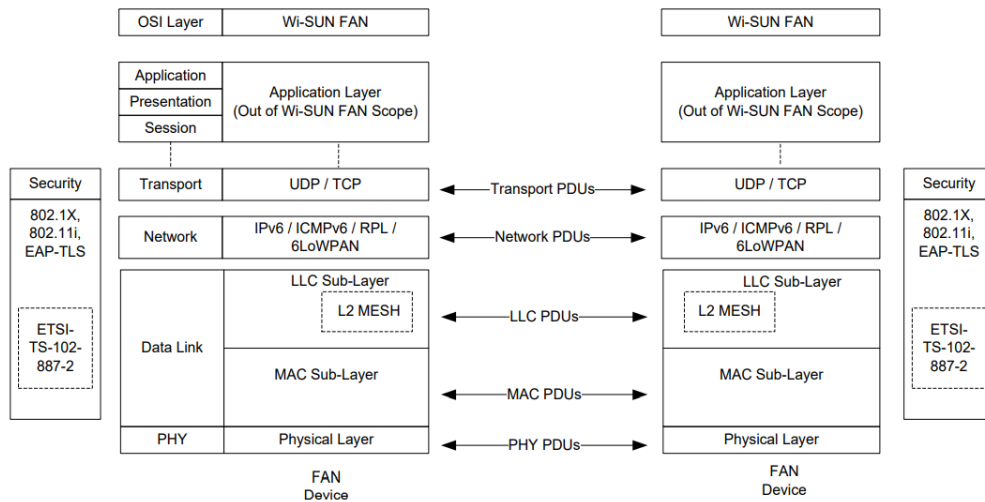 OSI Layer
Wi-SUN FAN
Wi-SUN FAN
Application
Presentation
Session
Application Layer
(Out of Wi-SUN FAN Scope)
Application Layer
(Out of Wi-SUN FAN Scope)
Security
802.1X,
802.11i,
EAP-TLS
ETSI-
TS-102-
887-2
Transport
UDP / TCP
Transport PDUs
UDP / TCP
Network
IPv6 / ICMPv6 / RPL /
6LoWPAN
Network PDUs
IPv6 / ICMPv6 / RPL /
6LoWPAN
Data Link
LLC Sub-Layer
L2 MESH
LLC PDUs
LLC Sub-Layer
L2 MESH
MAC Sub-Layer
MAC PDUs
MAC Sub-Layer
PHY
Physical Layer
PHY PDUs
Physical Layer
Security
802.1X,
802.11i,
EAP-TLS
ETSI-
TS-102-
887-2
FAN
Device
FAN
Device